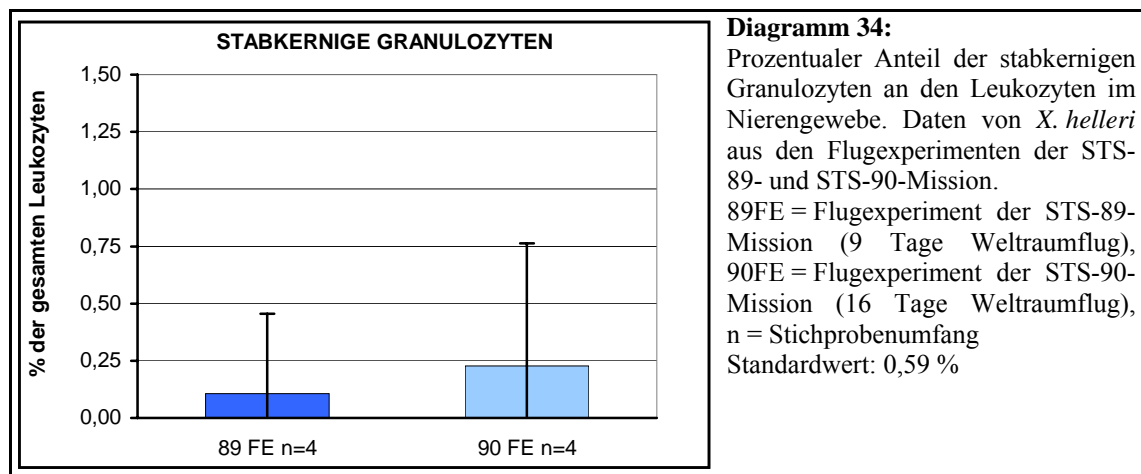 STABKERNIGE GRANULOZYTEN
% der gesamten Leukozyten
1,50
1,25
1,00
0,75
0,50
0,25
0,00
89 FE n=4
90 FE n=4
Diagramm 34:
Prozentualer Anteil der stabkernigen
Granulozyten an den Leukozyten im
Nierengewebe. Daten von X. helleri
aus den Flugexperimenten der STS-
89- und STS-90-Mission.
89FE = Flugexperiment der STS-89-
Mission (9 Tage Weltraumflug),
90FE = Flugexperiment der STS-90-
Mission (16 Tage Weltraumflug),
n = Stichprobenumfang
Standardwert: 0,59 %